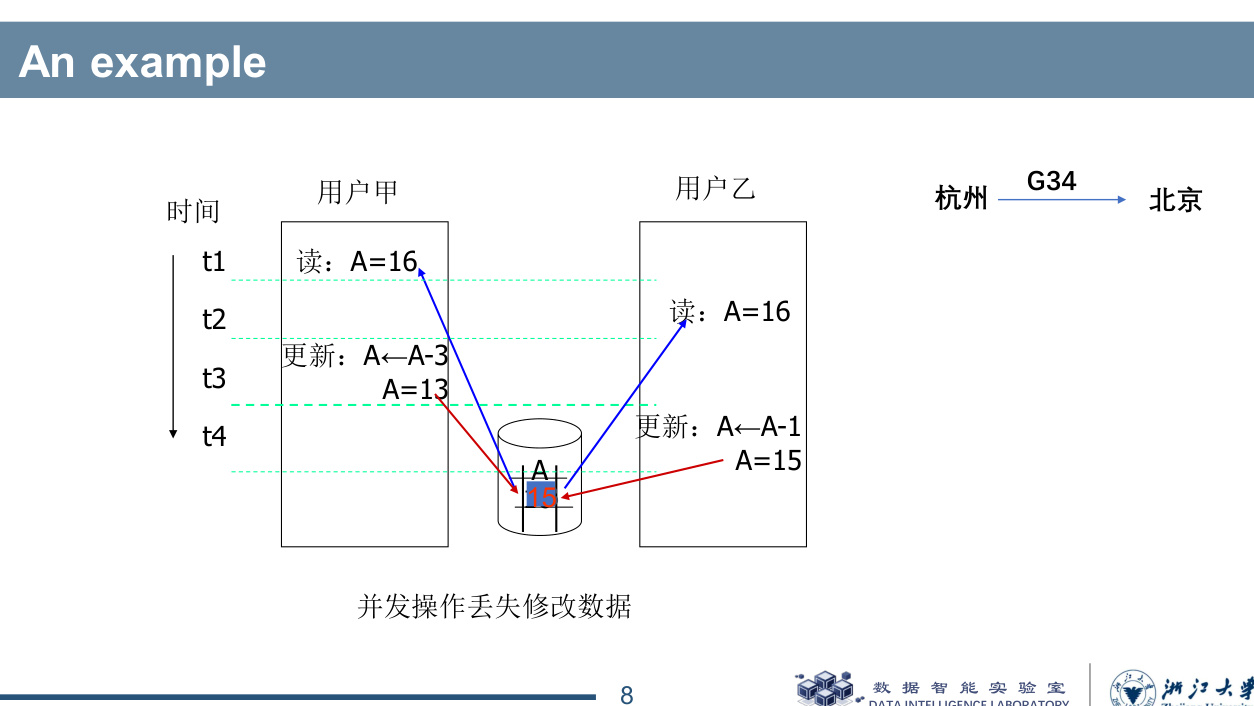 An example
用户甲
用户乙
G34
杭州
北京
时间
t1
读：A=16
t2
读：A=16
更新：A←A-3
t3
A=13
t4
更新：A←A-1
A=15
A
15
并发操作丢失修改数据
8
数据智能实验室
DATA INTELLIGENCE LABORATORY
浙江大学
Zhejiang University